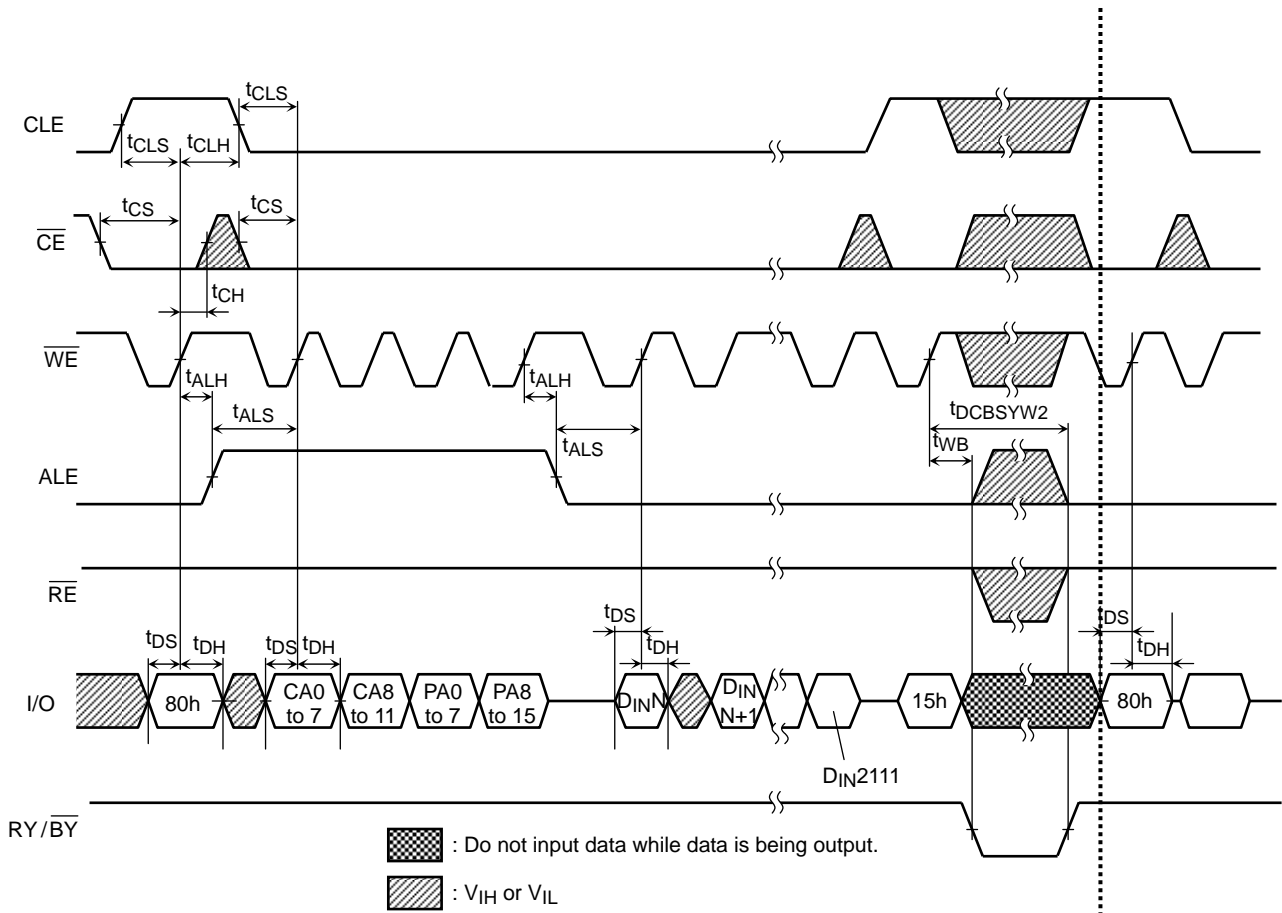 CLE
tCLS
tCLS
tCLH
CE
tCS
tCS
tCH
WE
tALH
tALH
tDCBSYW2
tALS
tALS
tWB
ALE
RE
tDS
tDH
tDS
tDH
tDS
tDH
tDS
tDH
I/O
80h
CA0
to 7
CA8
to 11
PA0
to 7
PA8
to 15
DINN
DIN
N+1
15h
80h
DIN2111
RY/BY
: Do not input data while data is being output.
: VIH or VIL